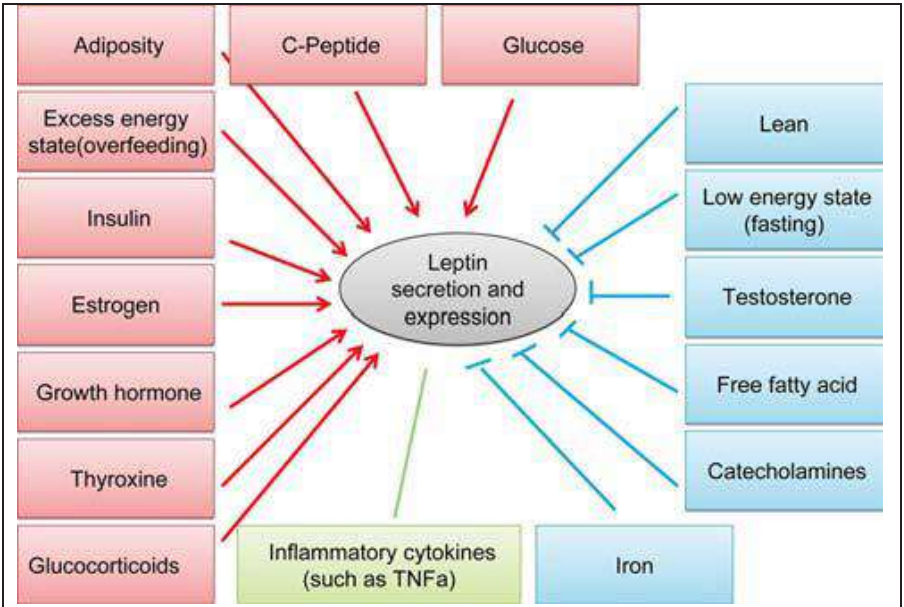 Adiposity
C-Peptide
Glucose
Excess energy
state(overfeeding)
Insulin
Estrogen
Growth hormone
Thyroxine
Glucocorticoids
Leptin
secretion and
expression
Lean
Low energy state
(fasting)
Testosterone
Free fatty acid
Catecholamines
Inflammatory cytokines
(such as TNFa)
Iron